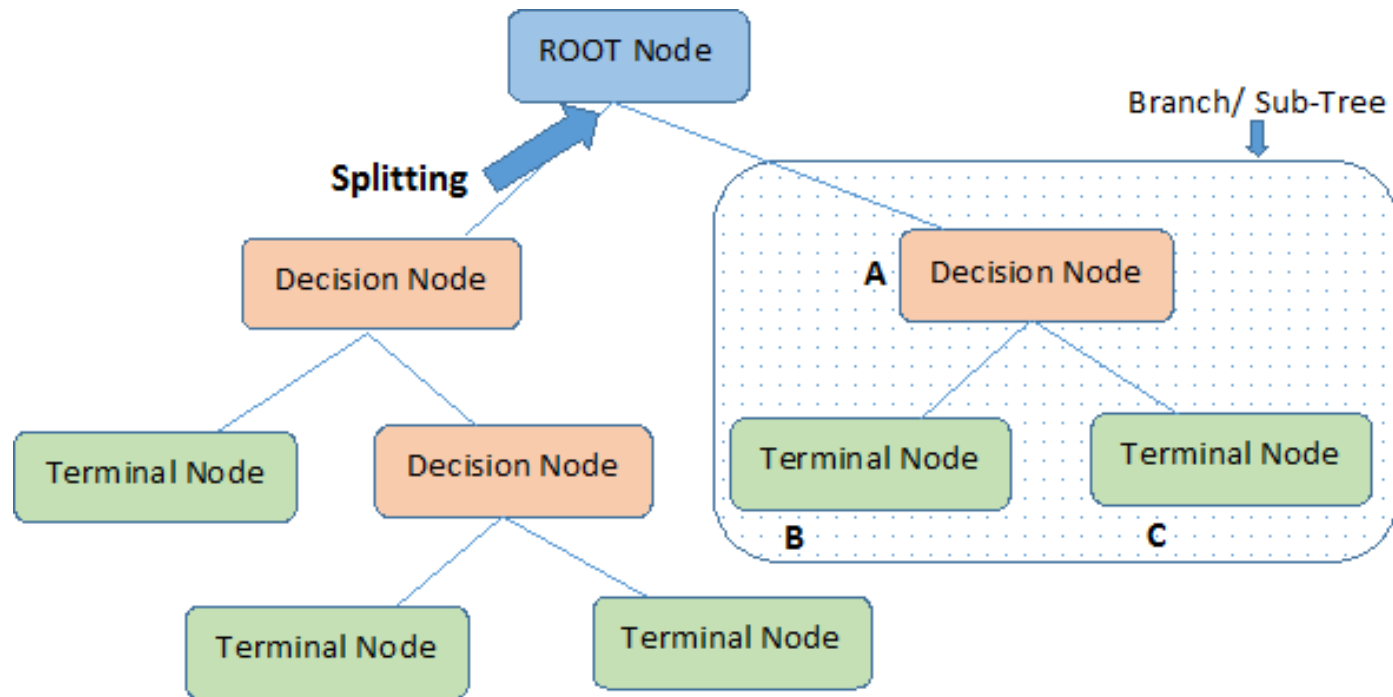 ROOT Node
Branch/ Sub-Tree
Splitting
Decision Node
A
Decision Node
Terminal Node
Decision Node
Terminal Node
Terminal Node
B
C
Terminal Node
Terminal Node